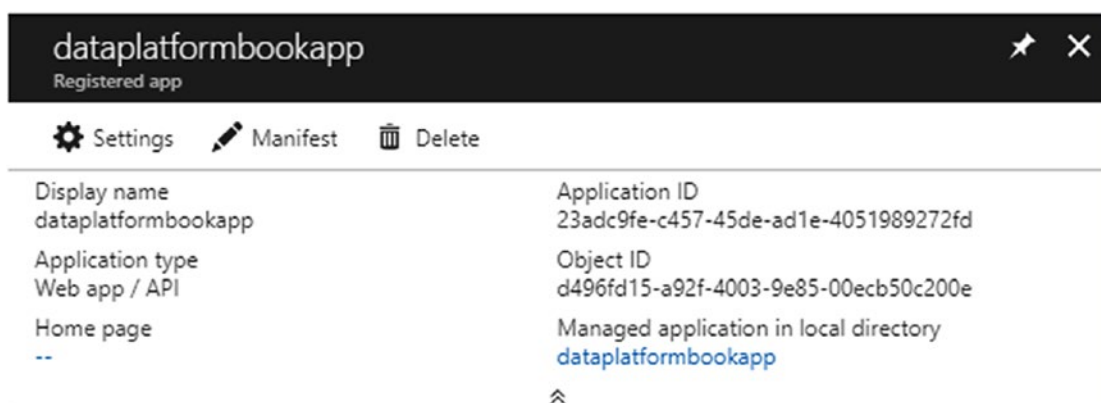 dataplatformbookapp
Registered app
Settings Manifest Delete
Display name
dataplatformbookapp
Application ID
23adc9fe-c457-45de-ad1e-4051989272fd
Application type
Web app / API
Object ID
d496fd15-a92f-4003-9e85-00ecb50c200e
Home page
--
Managed application in local directory
dataplatformbookapp